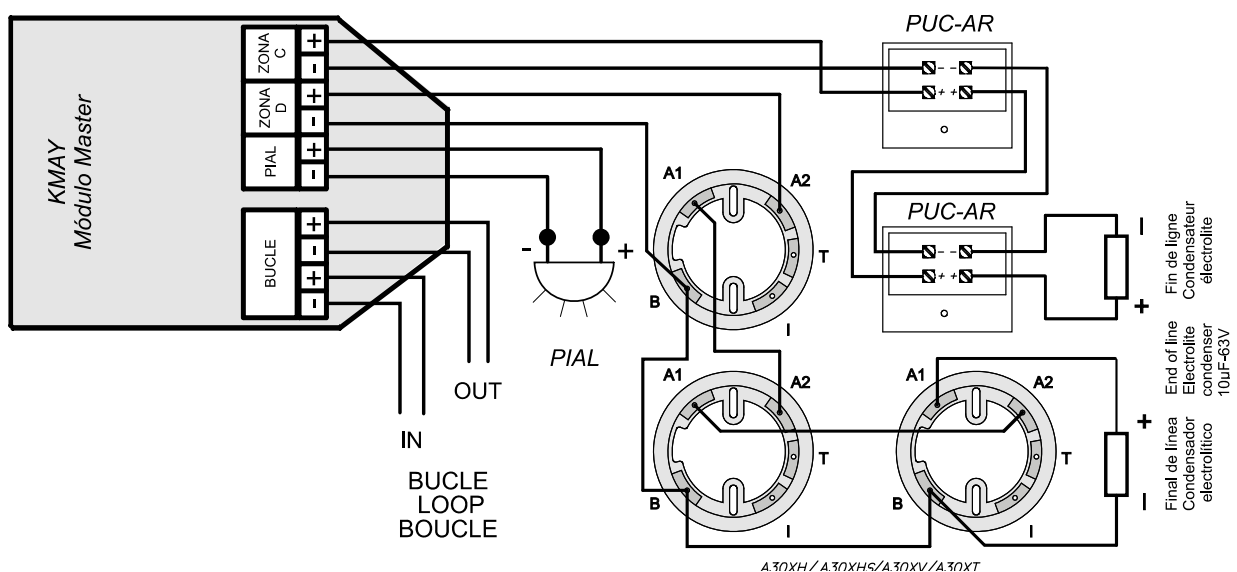 KMAY
Módulo Master
ZONA
C
+
-
ZONA
D
+
-
PIAL
+
-
BUCLE
+
-
+
-
OUT
IN
BUCLE
LOOP
BOUCLE
-
+
PIAL
A1
A2
T
B
I
A1
A2
T
B
I
A1
A2
T
B
I
A30XH / A30XHS/A30XV/A30XT
PUC-AR
- -
+ +
PUC-AR
- -
+ +
-
+
+
-
Fin de ligne
Condensateur
électrolite
End of line
Electrolite
condenser
10µF-63V
Final de línea
Condensador
electrolítico